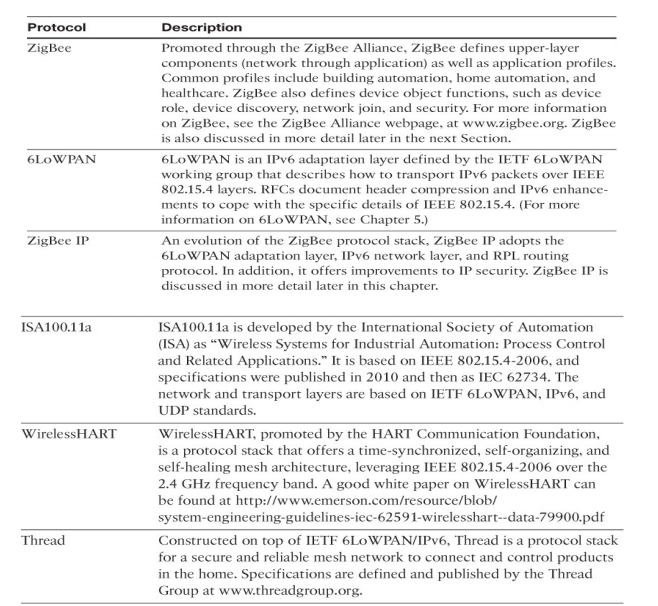 Protocol Description
ZigBee Promoted through the ZigBee Alliance, ZigBee defines upper-layer
components (network through application) as well as application profiles.
Common profiles include building automation, home automation, and
healthcare. ZigBee also defines device object functions, such as device
role, device discovery, network join, and security. For more information
on ZigBee, see the ZigBee Alliance webpage, at www.zigbee.org. ZigBee
is also discussed in more detail later in the next Section.
6LoWPAN 6LoWPAN is an IPv6 adaptation layer defined by the IETF 6LoWPAN
working group that describes how to transport IPv6 packets over IEEE
802.15.4 layers. RFCs document header compression and IPv6 enhance-
ments to cope with the specific details of IEEE 802.15.4. (For more
information on 6LoWPAN, see Chapter 5.)
ZigBee IP An evolution of the ZigBee protocol stack, ZigBee IP adopts the
6LoWPAN adaptation layer, IPv6 network layer, and RPL routing
protocol. In addition, it offers improvements to IP security. ZigBee IP is
discussed in more detail later in this chapter.
ISA100.11a ISA100.11a is developed by the International Society of Automation
(ISA) as “Wireless Systems for Industrial Automation: Process Control
and Related Applications.” It is based on IEEE 802.15.4-2006, and
specifications were published in 2010 and then as IEC 62734. The
network and transport layers are based on IETF 6LoWPAN, IPv6, and
UDP standards.
WirelessHART WirelessHART, promoted by the HART Communication Foundation,
is a protocol stack that offers a time-synchronized, self-organizing, and
self-healing mesh architecture, leveraging IEEE 802.15.4-2006 over the
2.4 GHz frequency band. A good white paper on WirelessHART can
be found at http://www.emerson.com/resource/blob/
system-engineering-guidelines-iec-62591-wirelesshart--data-79900.pdf
Thread Constructed on top of IETF 6LoWPAN/IPv6, Thread is a protocol stack
for a secure and reliable mesh network to connect and control products
in the home. Specifications are defined and published by the Thread
Group at www.threadgroup.org.